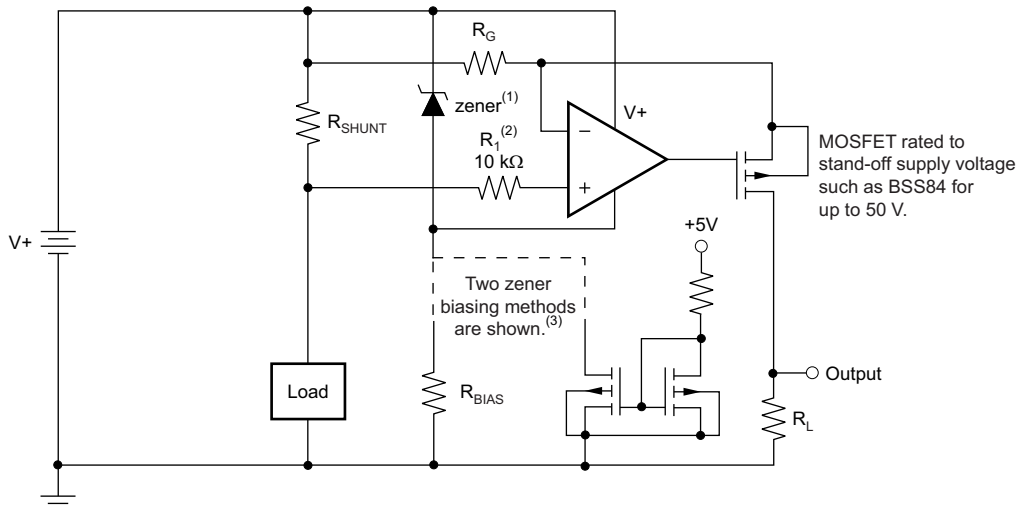 R_G
zener(1)
V+
R_SHUNT
R_1(2)
10 kΩ
−
+
MOSFET rated to
stand-off supply voltage
such as BSS84 for
up to 50 V.
+5V
V+
Two zener
biasing methods
are shown.(3)
Load
R_BIAS
Output
R_L